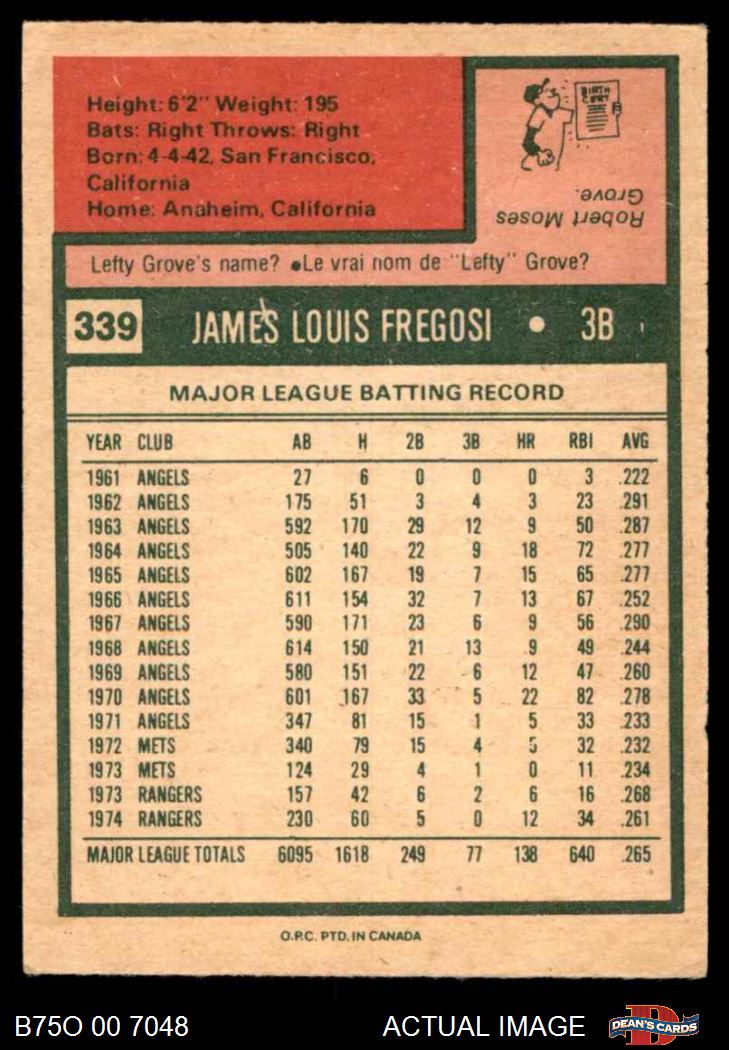 Height: 6'2" Weight: 195
Bats: Right Throws: Right
Born: 4-4-42, San Francisco,
California
Home: Anaheim, California
BIRTH
CERT
Robert Moses
Grove.
Lefty Grove's name? ●Le vrai nom de "Lefty" Grove?
339 JAMES LOUIS FREGOSI • 3B
MAJOR LEAGUE BATTING RECORD
YEAR CLUB AB H 2B 3B HR RBI AVG
1961 ANGELS 27 6 0 0 0 3 .222
1962 ANGELS 175 51 3 4 3 23 .291
1963 ANGELS 592 170 29 12 9 50 .287
1964 ANGELS 505 140 22 9 18 72 .277
1965 ANGELS 602 167 19 7 15 65 .277
1966 ANGELS 611 154 32 7 13 67 .252
1967 ANGELS 590 171 23 6 9 56 .290
1968 ANGELS 614 150 21 13 9 49 .244
1969 ANGELS 580 151 22 6 12 47 .260
1970 ANGELS 601 167 33 5 22 82 .278
1971 ANGELS 347 81 15 1 5 33 .233
1972 METS 340 79 15 4 5 32 .232
1973 METS 124 29 4 1 0 11 .234
1973 RANGERS 157 42 6 2 6 16 .268
1974 RANGERS 230 60 5 0 12 34 .261
MAJOR LEAGUE TOTALS 6095 1618 249 77 138 640 .265
O.P.C. PTD. IN CANADA
B75O 00 7048 ACTUAL IMAGE DEAN'S CARDS